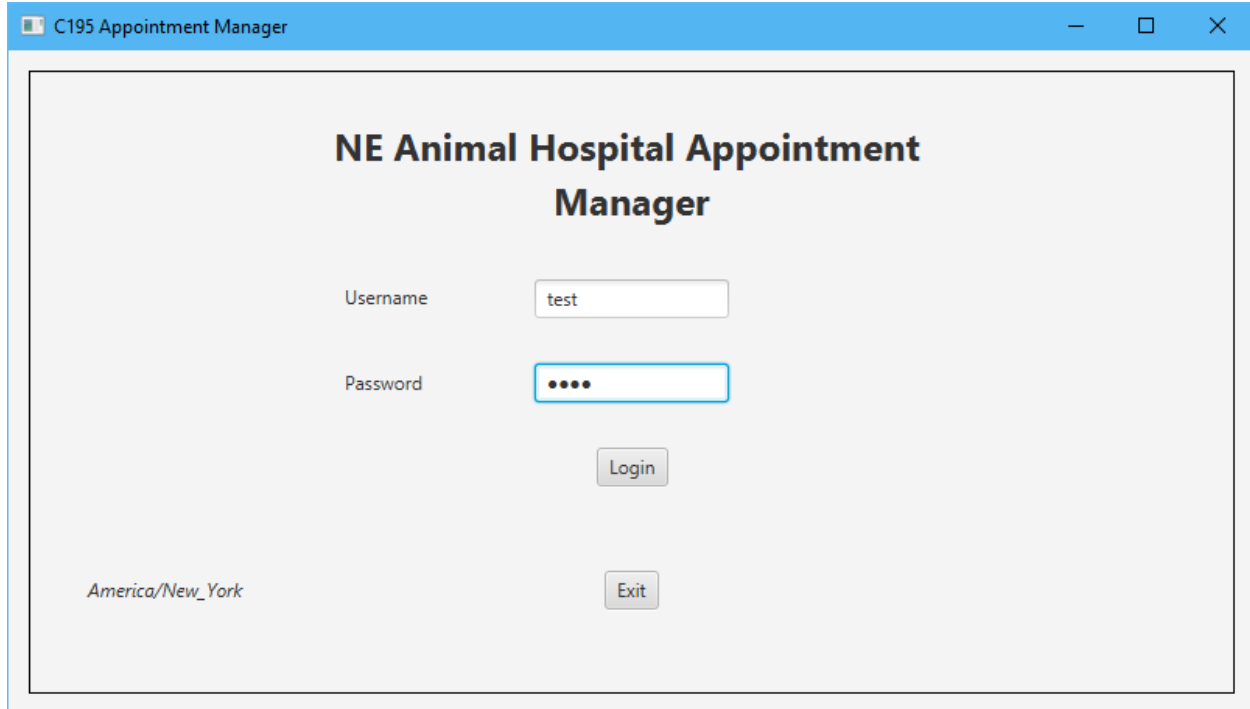 C195 Appointment Manager
NE Animal Hospital Appointment
Manager
Username test
Password ••••
Login
America/New_York Exit